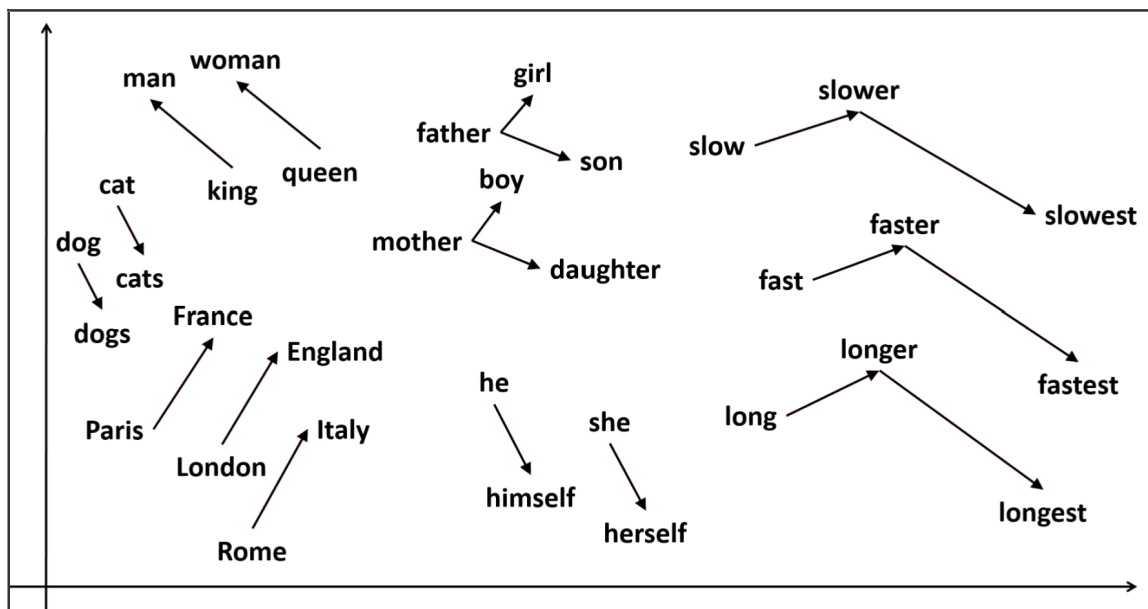 man
woman
king
queen
cat
cats
dog
dogs
France
Paris
England
London
Italy
Rome
girl
father
son
boy
mother
daughter
he
himself
she
herself
slow
slower
slowest
fast
faster
fastest
long
longer
longest